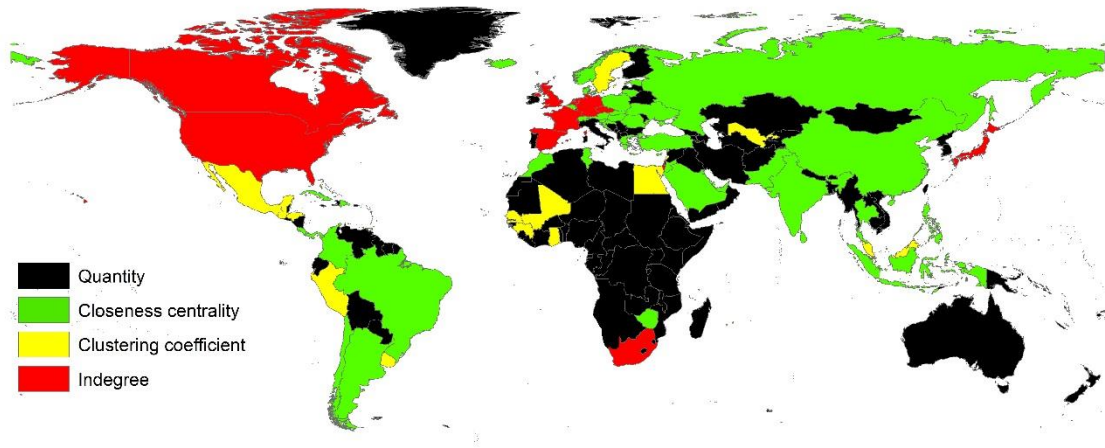 Quantity
Closeness centrality
Clustering coefficient
Indegree